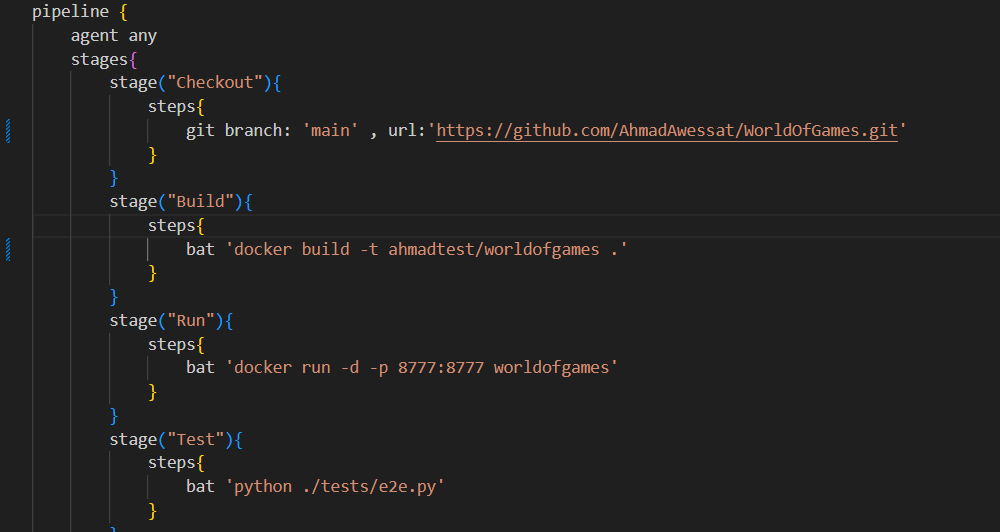 pipeline {
    agent any
    stages{
        stage("Checkout"){
            steps{
                git branch: 'main' , url:'https://github.com/AhmadAwessat/WorldOfGames.git'
            }
        }
        stage("Build"){
            steps{
                bat 'docker build -t ahmadtest/worldofgames .'
            }
        }
        stage("Run"){
            steps{
                bat 'docker run -d -p 8777:8777 worldofgames'
            }
        }
        stage("Test"){
            steps{
                bat 'python ./tests/e2e.py'
            }
        }